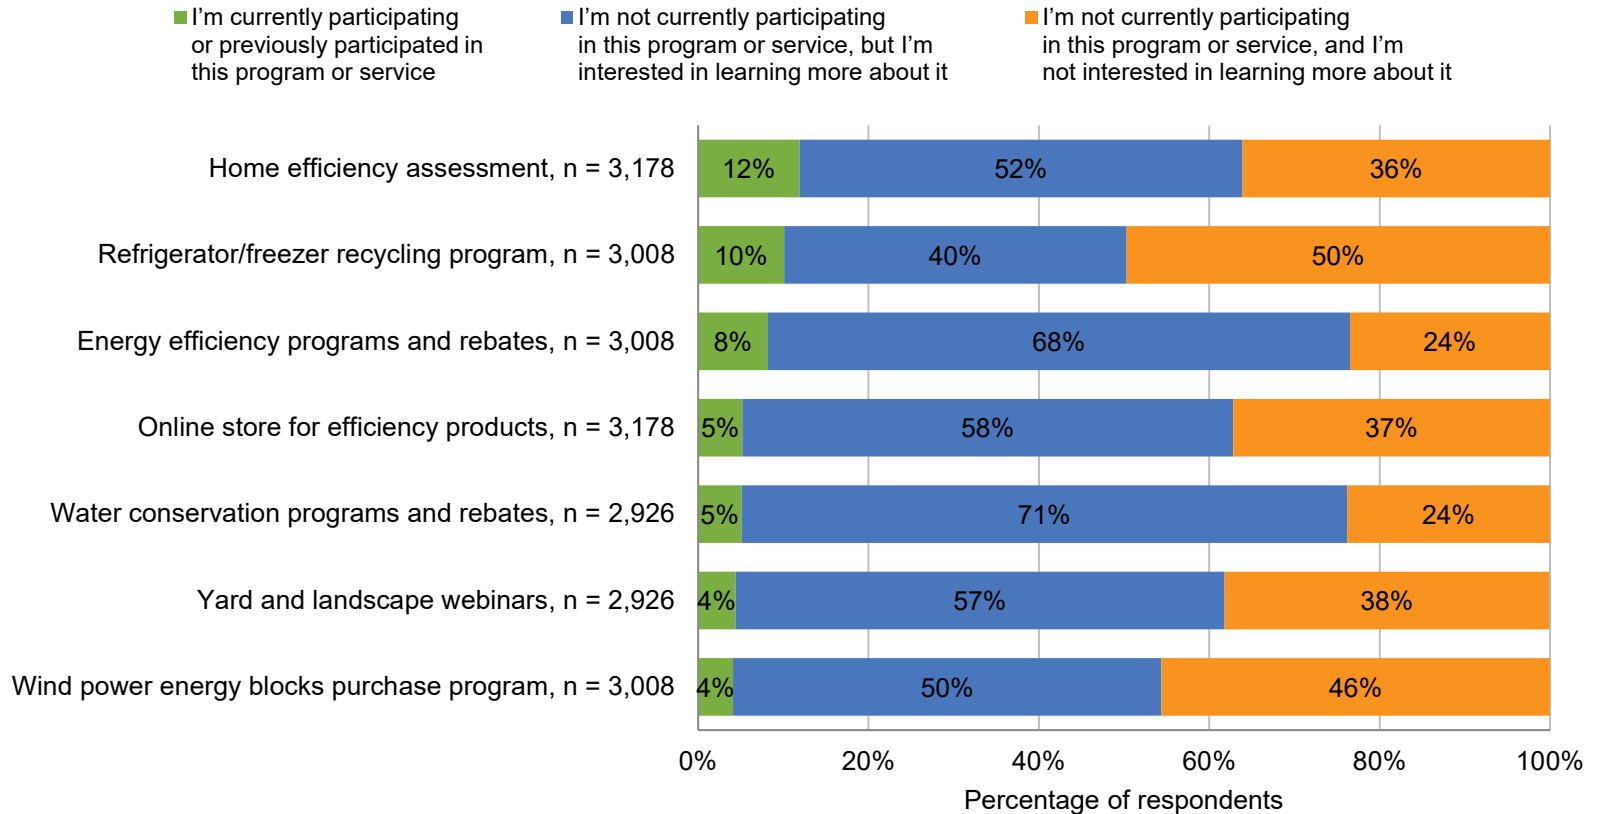 I’m currently participating
or previously participated in
this program or service
I’m not currently participating
in this program or service, but I’m
interested in learning more about it
I’m not currently participating
in this program or service, and I’m
not interested in learning more about it
Home efficiency assessment, n = 3,178 12% 52% 36%
Refrigerator/freezer recycling program, n = 3,008 10% 40% 50%
Energy efficiency programs and rebates, n = 3,008 8% 68% 24%
Online store for efficiency products, n = 3,178 5% 58% 37%
Water conservation programs and rebates, n = 2,926 5% 71% 24%
Yard and landscape webinars, n = 2,926 4% 57% 38%
Wind power energy blocks purchase program, n = 3,008 4% 50% 46%
0% 20% 40% 60% 80% 100%
Percentage of respondents